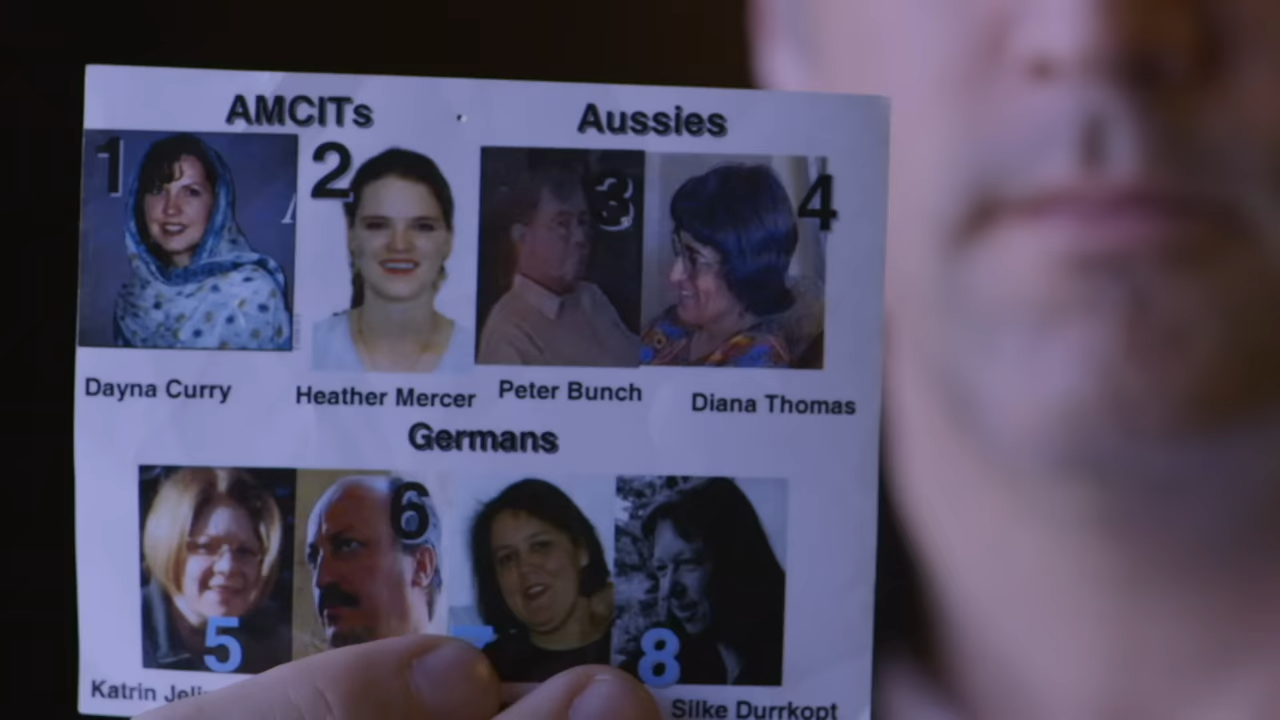 AMCITs
Aussies
1
2
3
4
Dayna Curry
Heather Mercer
Peter Bunch
Diana Thomas
Germans
6
5
8
Katrin
Silke Durrkopt